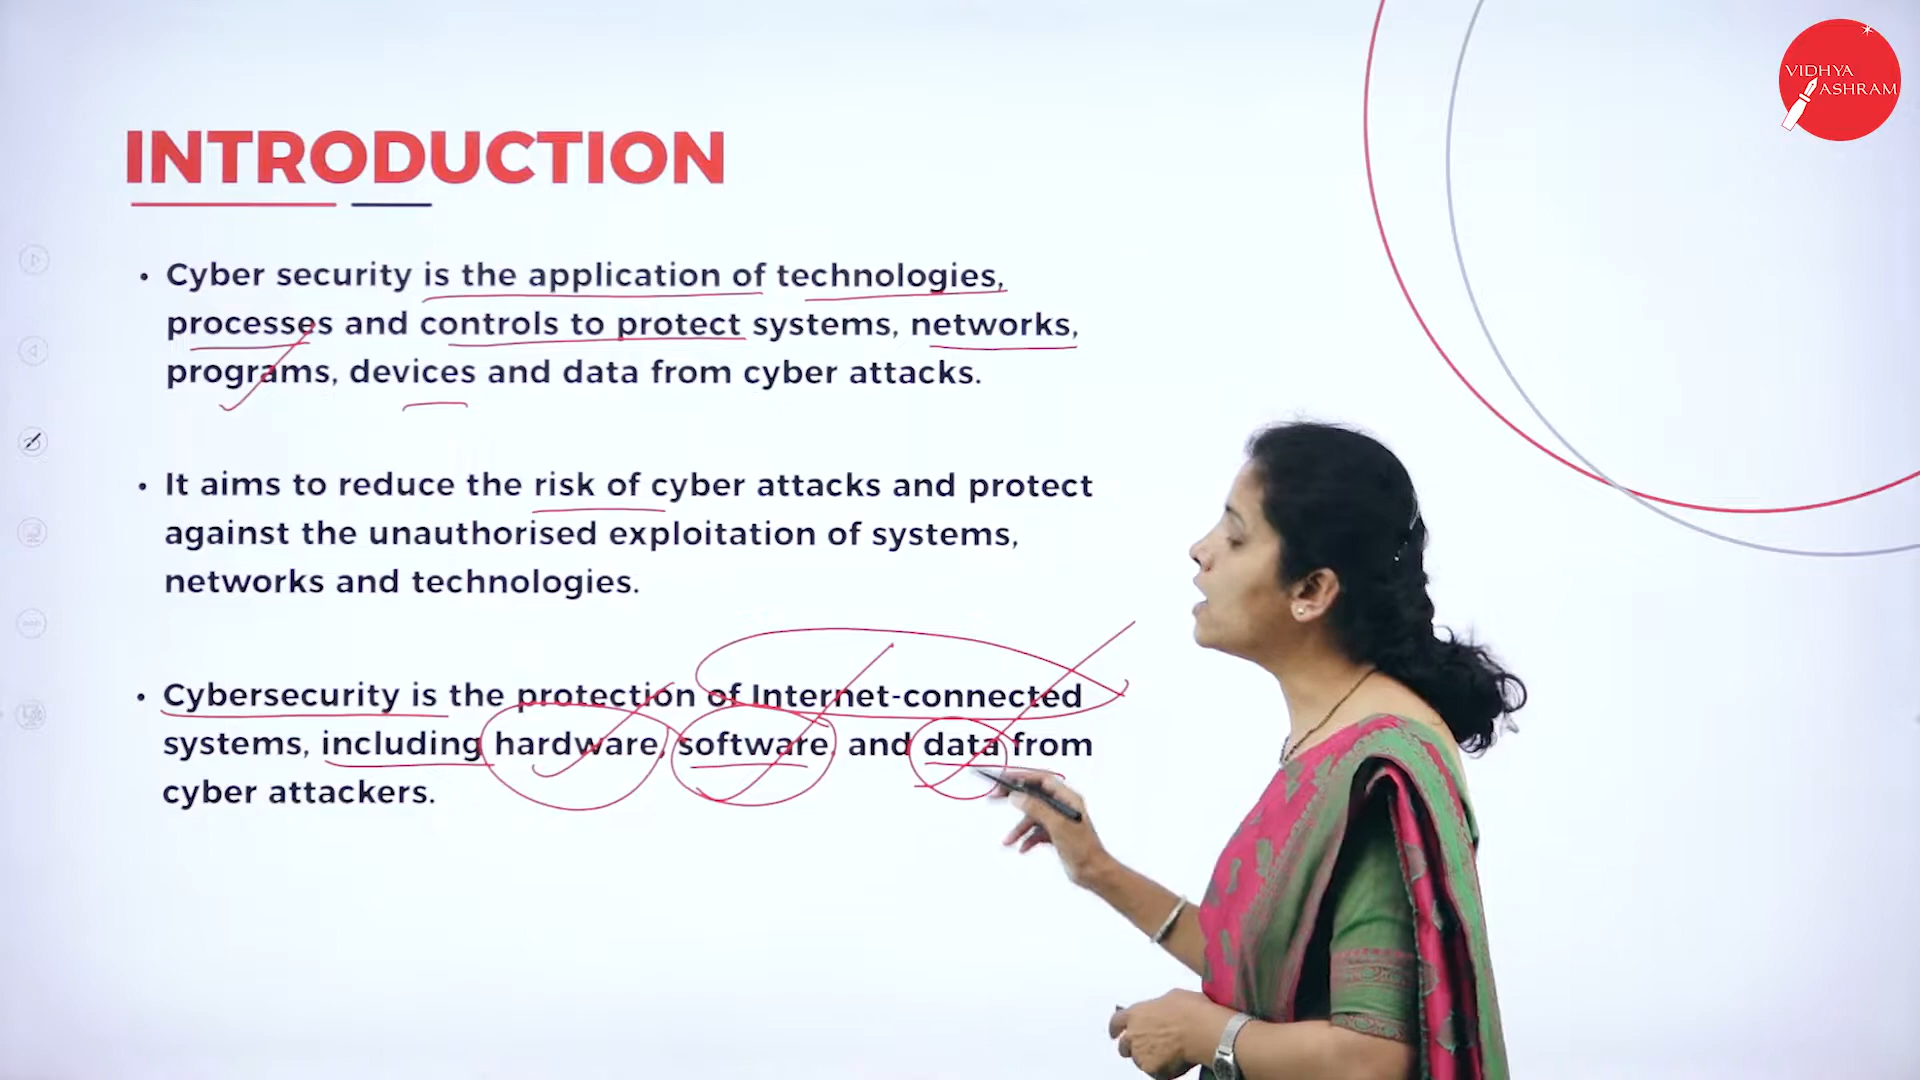 VIDHYA
ASHRAM
INTRODUCTION
• Cyber security is the application of technologies,
processes and controls to protect systems, networks,
programs, devices and data from cyber attacks.
• It aims to reduce the risk of cyber attacks and protect
against the unauthorised exploitation of systems,
networks and technologies.
• Cybersecurity is the protection of Internet-connected
systems, including hardware, software, and data from
cyber attackers.